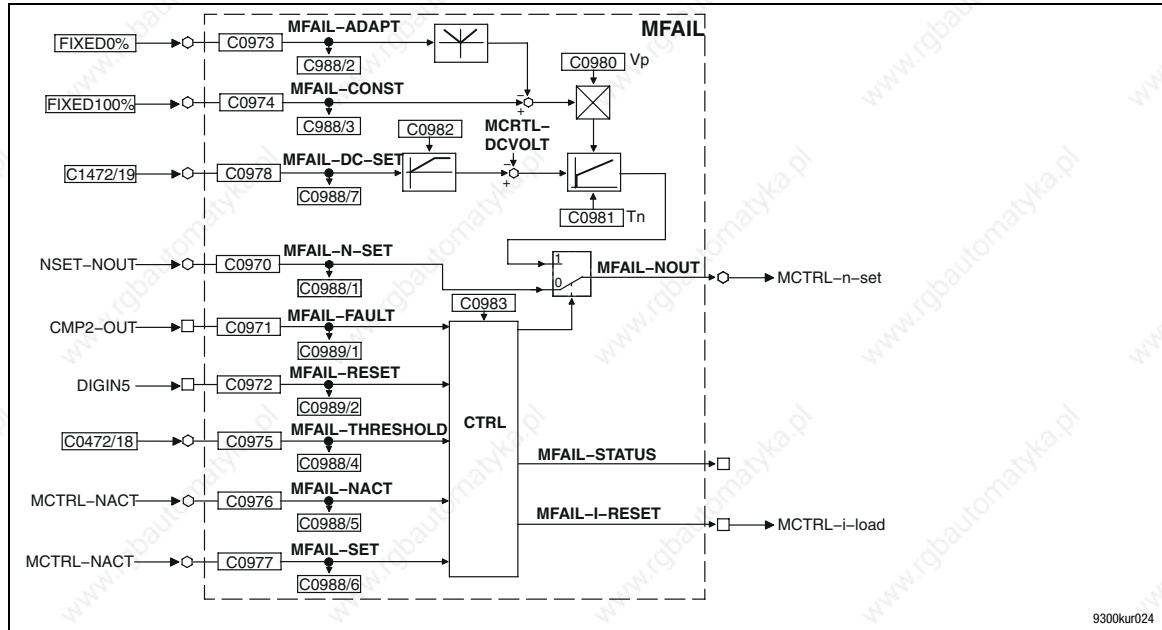 MFAIL
FIXED0%
C0973
MFAIL-ADAPT
C988/2
C0980 Vp
FIXED100%
C0974
MFAIL-CONST
C988/3
−
+
C0982
MCRTL-
DCVOLT
C1472/19
C0978
MFAIL-DC-SET
C0988/7
−
+
C0981 Tn
NSET-NOUT
C0970
MFAIL-N-SET
C0988/1
1
0
MFAIL-NOUT
MCTRL-n-set
C0983
CMP2-OUT
C0971
MFAIL-FAULT
C0989/1
DIGIN5
C0972
MFAIL-RESET
C0989/2
CTRL
C0472/18
C0975
MFAIL-THRESHOLD
C0988/4
MFAIL-STATUS
MCTRL-NACT
C0976
MFAIL-NACT
C0988/5
MFAIL-I-RESET
MCTRL-i-load
MCTRL-NACT
C0977
MFAIL-SET
C0988/6
9300kur024
www.rgbautomatyka.pl